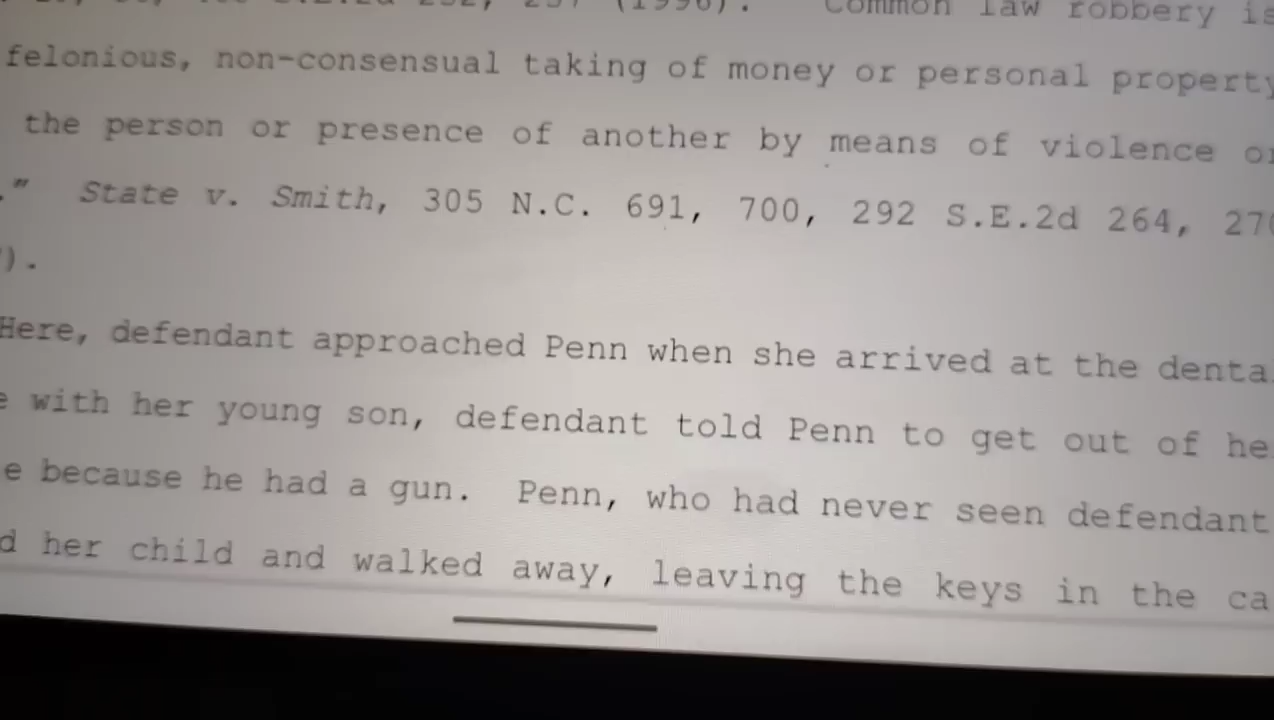 Common law robbery is
felonious, non-consensual taking of money or personal property
the person or presence of another by means of violence or
." State v. Smith, 305 N.C. 691, 700, 292 S.E.2d 264, 270
).
Here, defendant approached Penn when she arrived at the denta
e with her young son, defendant told Penn to get out of he
e because he had a gun. Penn, who had never seen defendant
d her child and walked away, leaving the keys in the ca